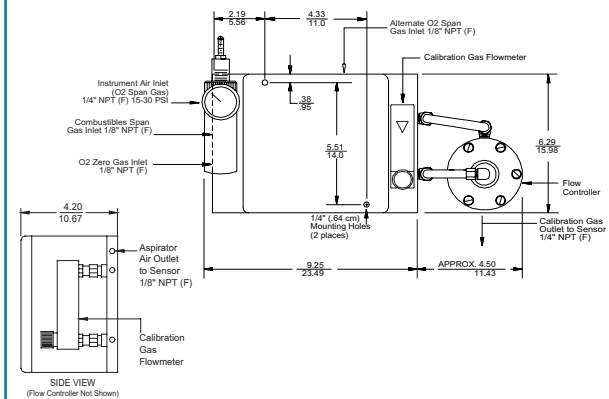 2.19
5.56
4.33
11.0
Alternate O2 Span
Gas Inlet 1/8" NPT (F)
Calibration Gas Flowmeter
Instrument Air Inlet
(O2 Span Gas)
1/4" NPT (F) 15-30 PSI
.38
.95
Combustibles Span
Gas Inlet 1/8" NPT (F)
O2 Zero Gas Inlet
1/8" NPT (F)
5.51
14.0
6.29
15.98
Flow
Controller
1/4" (.64 cm)
Mounting Holes
(2 places)
Calibration Gas
Outlet to Sensor
1/4" NPT (F)
4.20
10.67
9.25
23.49
APPROX. 4.50
11.43
Aspirator
Air Outlet
to Sensor
1/8" NPT (F)
Calibration
Gas
Flowmeter
SIDE VIEW
(Flow Controller Not Shown)